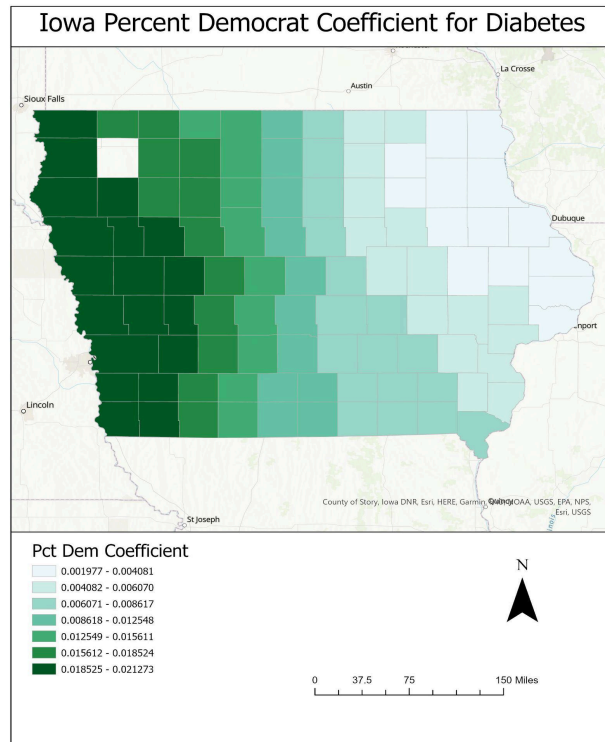 Iowa Percent Democrat Coefficient for Diabetes
La Crosse
Austin
Sioux Falls
Dubuque
nport
Lincoln
St Joseph
County of Story, Iowa DNR, Esri, HERE, Garmin, NOAA, USGS, EPA, NPS,
Esri, USGS
Pct Dem Coefficient
0.001977 - 0.004081
0.004082 - 0.006070
0.006071 - 0.008617
0.008618 - 0.012548
0.012549 - 0.015611
0.015612 - 0.018524
0.018525 - 0.021273
N
0 37.5 75 150 Miles